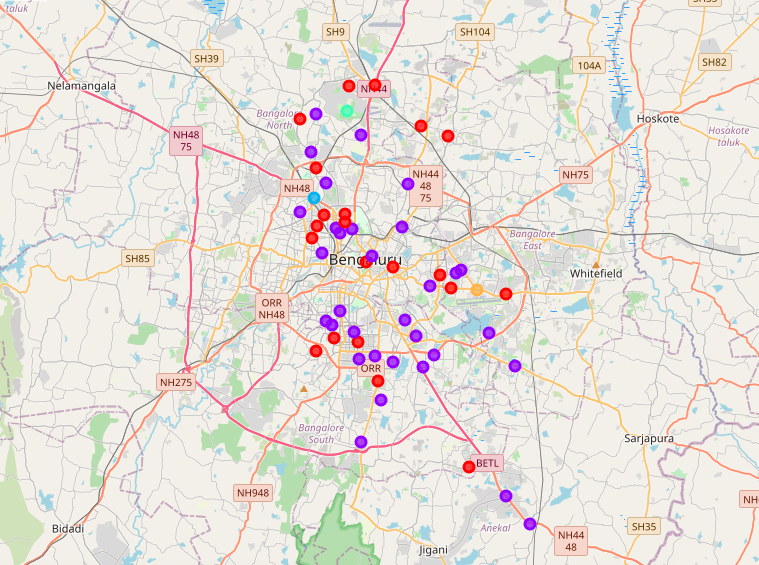 taluk
SH9
SH104
SH39
104A
SH82
Nelamangala
NH44
Bangalore
North
Hoskote
Hosakote
taluk
NH48
75
NH44
48
75
NH75
NH48
Bangalore
East
SH85
Bengaluru
Whitefield
ORR
NH48
ORR
NH275
Bangalore
South
Sarjapura
BETL
NH948
Bidadi
Anekal
SH35
NH44
48
Jigani